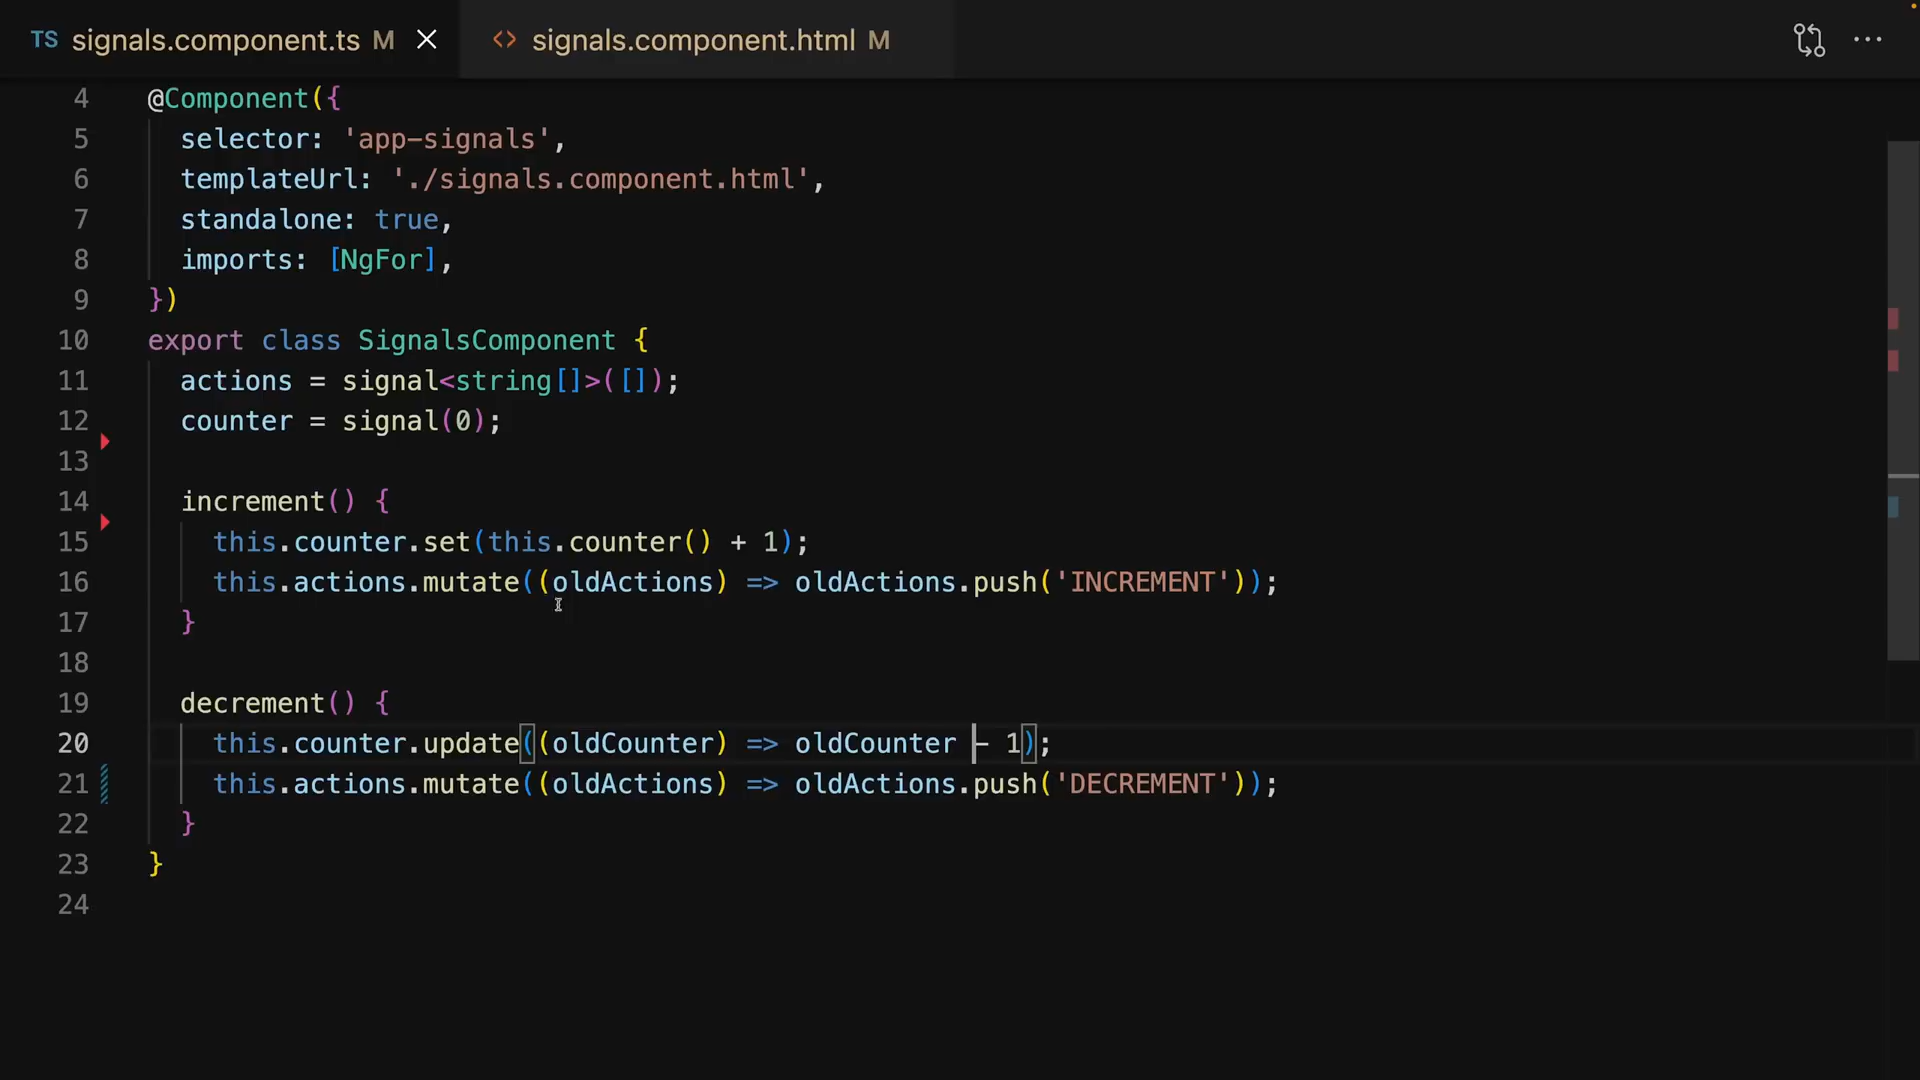 TS signals.component.ts M <> signals.component.html M
4 @Component({
5 selector: 'app-signals',
6 templateUrl: './signals.component.html',
7 standalone: true,
8 imports: [NgFor],
9 })
10 export class SignalsComponent {
11 actions = signal<string[]>([]);
12 counter = signal(0);
13
14 increment() {
15 this.counter.set(this.counter() + 1);
16 this.actions.mutate((oldActions) => oldActions.push('INCREMENT'));
17 }
18
19 decrement() {
20 this.counter.update((oldCounter) => oldCounter - 1);
21 this.actions.mutate((oldActions) => oldActions.push('DECREMENT'));
22 }
23 }
24